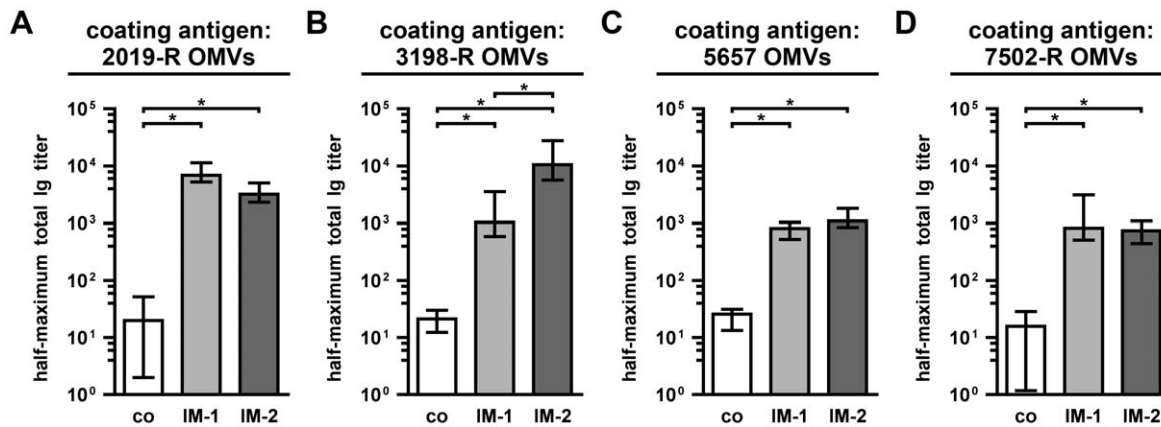 A
coating antigen:
2019-R OMVs
half-maximum total Ig titer
10⁵
10⁴
10³
10²
10¹
10⁰
*
*
co IM-1 IM-2
B
coating antigen:
3198-R OMVs
half-maximum total Ig titer
10⁵
10⁴
10³
10²
10¹
10⁰
*
*
*
co IM-1 IM-2
C
coating antigen:
5657 OMVs
half-maximum total Ig titer
10⁵
10⁴
10³
10²
10¹
10⁰
*
*
co IM-1 IM-2
D
coating antigen:
7502-R OMVs
half-maximum total Ig titer
10⁵
10⁴
10³
10²
10¹
10⁰
*
*
co IM-1 IM-2